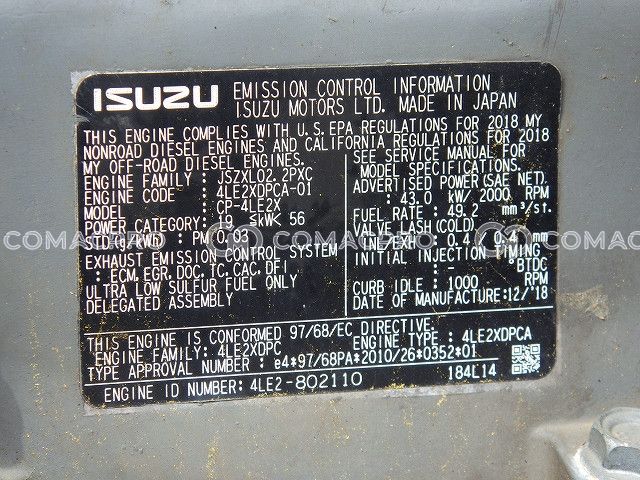 ISUZU EMISSION CONTROL INFORMATION
ISUZU MOTORS LTD. MADE IN JAPAN
THIS ENGINE COMPLIES WITH U.S.EPA REGULATIONS FOR 2018 MY
NONROAD DIESEL ENGINES AND CALIFORNIA REGULATIONS FOR 2018
MY OFF-ROAD DIESEL ENGINES.
ENGINE FAMILY : JSZXL02.2PXC
ENGINE CODE : 4LE2XDPCA-01
MODEL : CP-4LE2X
POWER CATEGORY : 19 ≤kW< 56
PM 0.03
EXHAUST EMISSION CONTROL SYSTEM
: ECM, EGR, DOC, TC, CAC, DFI
ULTRA LOW SULFUR FUEL ONLY
DELEGATED ASSEMBLY
SEE SERVICE MANUAL FOR
MODEL SPECIFICATIONS.
ADVERTISED POWER(SAE NET)
: 43.0 kW/ 2000 RPM
FUEL RATE : 49.2 mm³/st.
VALVE LASH(COLD)
INE/EXH : 0.4 / 0.4 mm
INITIAL INJECTION TIMING
: - BTDC
CURB IDLE : 1000 RPM
DATE OF MANUFACTURE:12/'18
THIS ENGINE IS CONFORMED 97/68/EC DIRECTIVE.
ENGINE FAMILY: 4LE2XDPC ENGINE TYPE: 4LE2XDPCA
TYPE APPROVAL NUMBER: e4*97/68PA*2010/26*0352*01
ENGINE ID NUMBER: 4LE2-802110 184L14